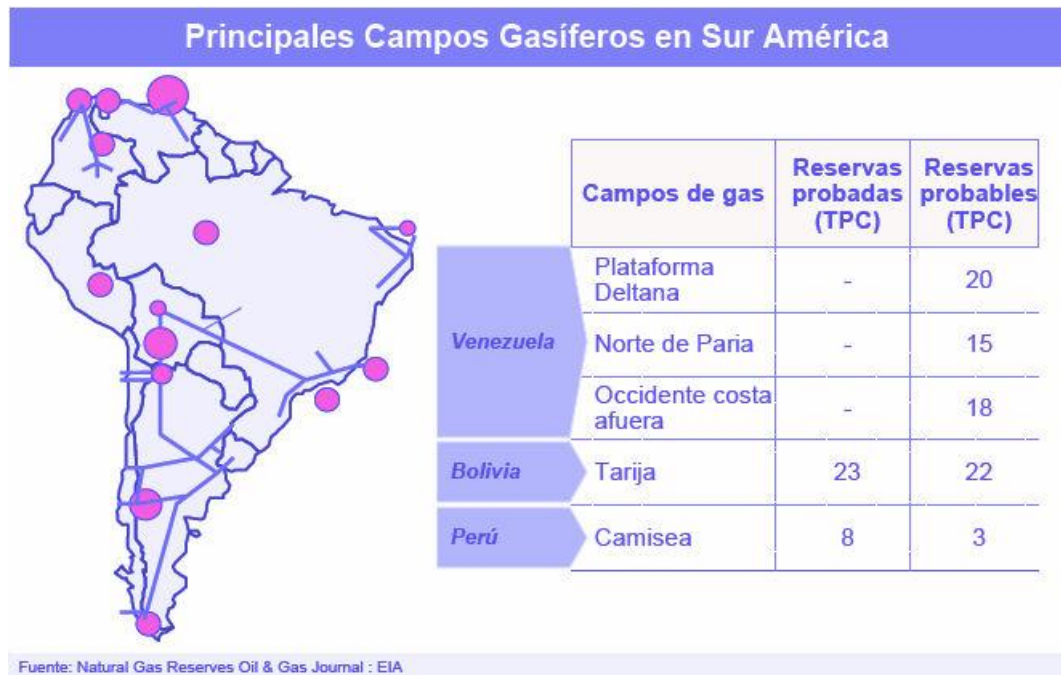 Principales Campos Gasíferos en Sur América
Campos de gas
Reservas
probadas
(TPC)
Reservas
probables
(TPC)
Venezuela
Plataforma
Deltana
-
20
Norte de Paria
-
15
Occidente costa
afuera
-
18
Bolivia
Tarija
23
22
Perú
Camisea
8
3
Fuente: Natural Gas Reserves Oil & Gas Journal : EIA